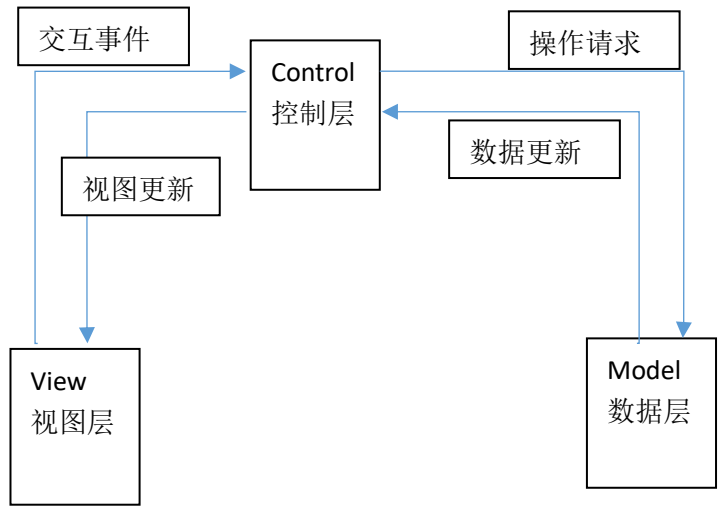 交互事件
操作请求
Control
控制层
数据更新
视图更新
View
视图层
Model
数据层